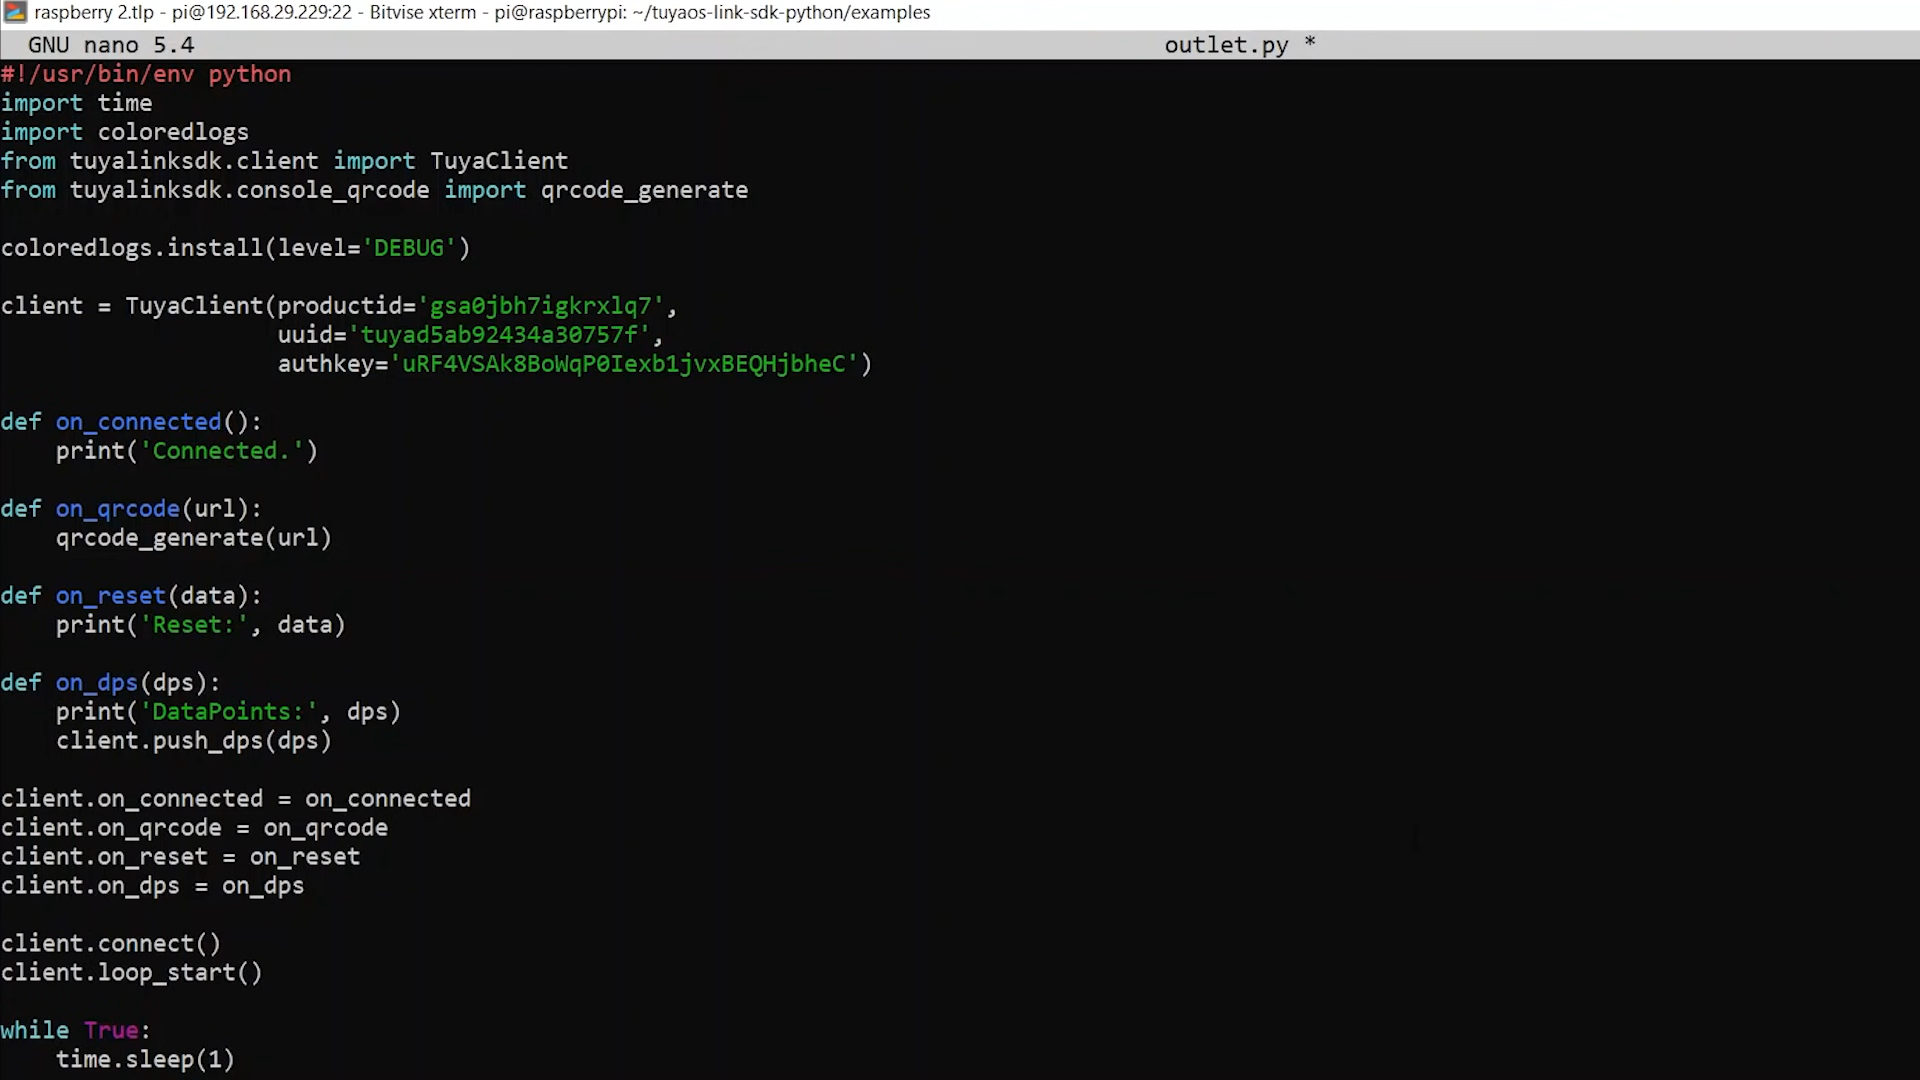 raspberry 2.tlp - pi@192.168.29.229:22 - Bitvise xterm - pi@raspberrypi: ~/tuyaos-link-sdk-python/examples
GNU nano 5.4 outlet.py *
#!/usr/bin/env python
import time
import coloredlogs
from tuyalinksdk.client import TuyaClient
from tuyalinksdk.console_qrcode import qrcode_generate

coloredlogs.install(level='DEBUG')

client = TuyaClient(productid='gsa0jbh7igkrxlq7',
                    uuid='tuyad5ab92434a30757f',
                    authkey='uRF4VSAk8BoWqP0Iexb1jvxBEQHjbheC')

def on_connected():
    print('Connected.')

def on_qrcode(url):
    qrcode_generate(url)

def on_reset(data):
    print('Reset:', data)

def on_dps(dps):
    print('DataPoints:', dps)
    client.push_dps(dps)

client.on_connected = on_connected
client.on_qrcode = on_qrcode
client.on_reset = on_reset
client.on_dps = on_dps

client.connect()
client.loop_start()

while True:
    time.sleep(1)